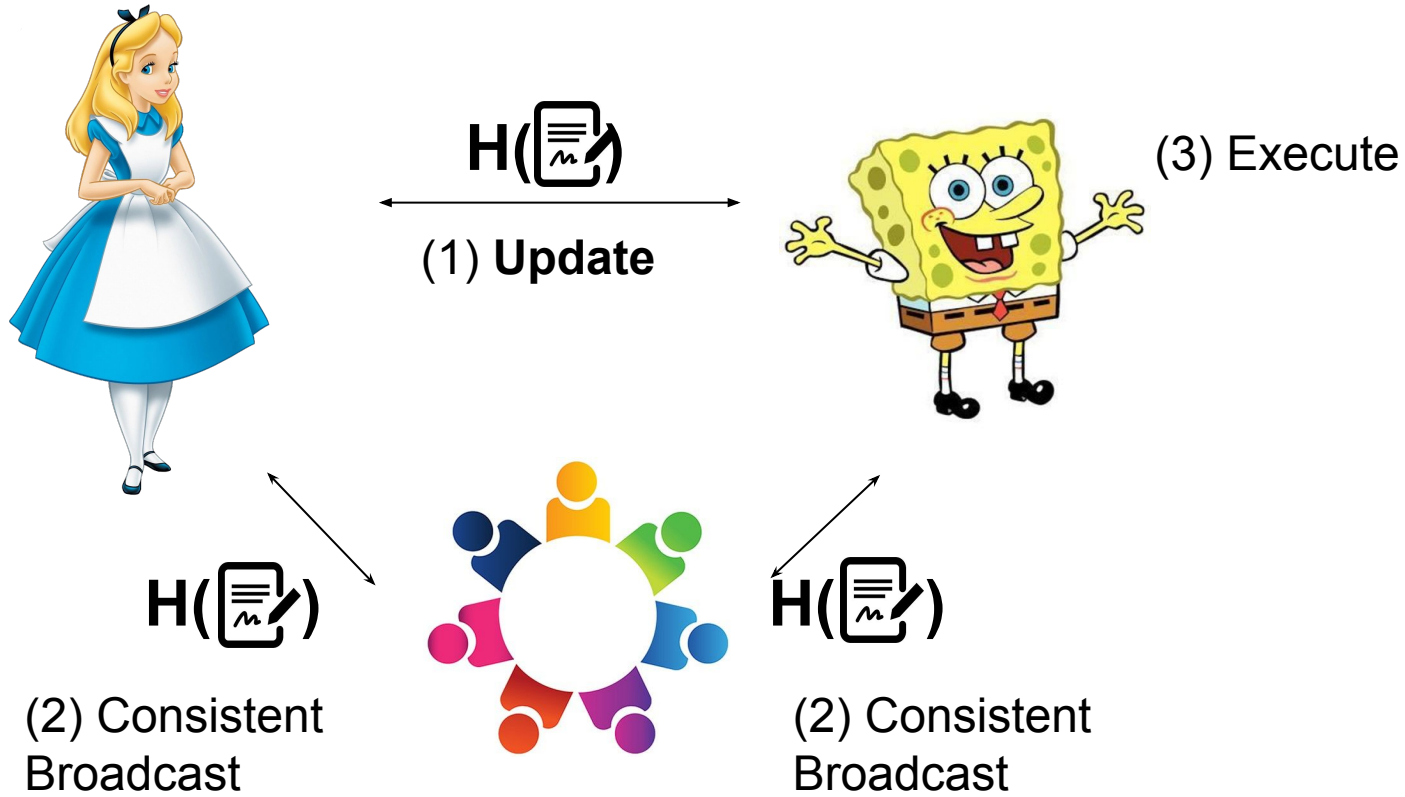 H( )
(1) Update
(3) Execute
H( )
H( )
(2) Consistent
Broadcast
(2) Consistent
Broadcast